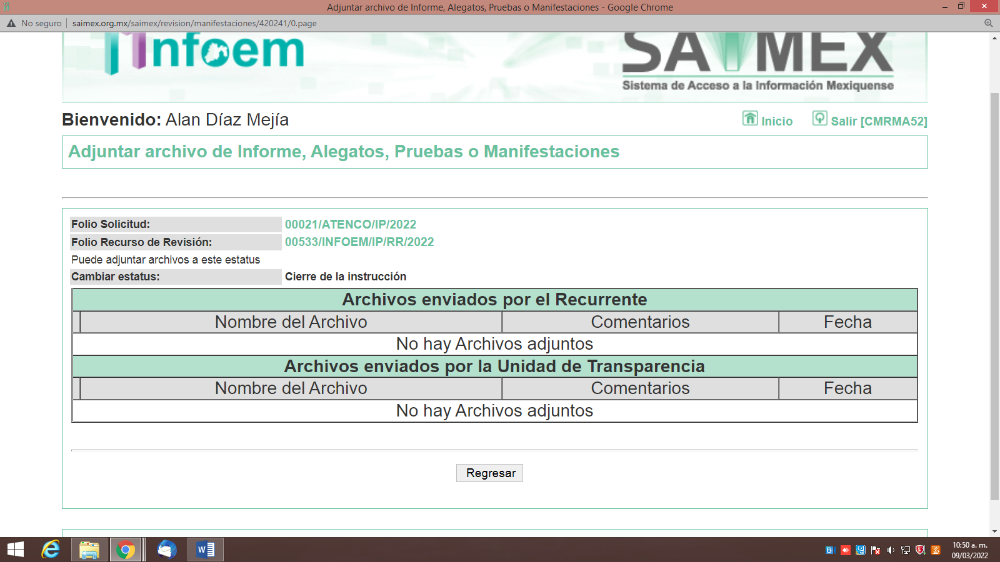 Adjuntar archivo de Informe, Alegatos, Pruebas o Manifestaciones - Google Chrome
No seguro | saimex.org.mx/saimex/revision/manifestaciones/420241/0.page
infoem
SAIMEX
Sistema de Acceso a la Información Mexiquense
Bienvenido: Alan Díaz Mejía
Inicio
Salir [CMRMA52]
Adjuntar archivo de Informe, Alegatos, Pruebas o Manifestaciones
Folio Solicitud: 00021/ATENCO/IP/2022
Folio Recurso de Revisión: 00533/INFOEM/IP/RR/2022
Puede adjuntar archivos a este estatus
Cambiar estatus: Cierre de la instrucción
Archivos enviados por el Recurrente
Nombre del Archivo Comentarios Fecha
No hay Archivos adjuntos
Archivos enviados por la Unidad de Transparencia
Nombre del Archivo Comentarios Fecha
No hay Archivos adjuntos
Regresar
10:50 a. m.
09/03/2022